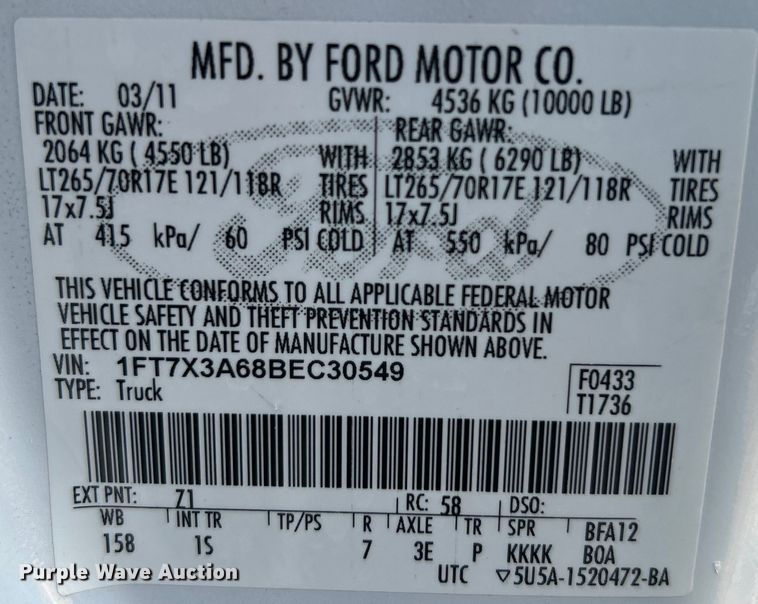 MFD. BY FORD MOTOR CO.
DATE: 03/11 GVWR: 4536 KG (10000 LB)
FRONT GAWR: REAR GAWR:
2064 KG ( 4550 LB) WITH 2853 KG ( 6290 LB) WITH
LT265/70R17E 121/118R TIRES LT265/70R17E 121/118R TIRES
17x7.5J RIMS 17x7.5J RIMS
AT 415 kPa/ 60 PSI COLD AT 550 kPa/ 80 PSI COLD
Ford
THIS VEHICLE CONFORMS TO ALL APPLICABLE FEDERAL MOTOR
VEHICLE SAFETY AND THEFT PREVENTION STANDARDS IN
EFFECT ON THE DATE OF MANUFACTURE SHOWN ABOVE.
VIN: 1FT7X3A68BEC30549
TYPE: Truck
F0433
T1736
EXT PNT: Z1 RC: 58 DSO:
WB INT TR TP/PS R AXLE TR SPR BFA12
158 1S 7 3E P KKKK BOA
UTC ▽5U5A-1520472-BA
Purple Wave Auction